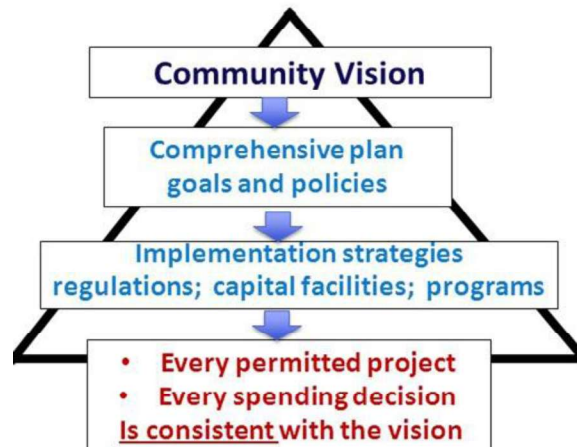 Community Vision
Comprehensive plan
goals and policies
Implementation strategies
regulations; capital facilities; programs
• Every permitted project
• Every spending decision
Is consistent with the vision